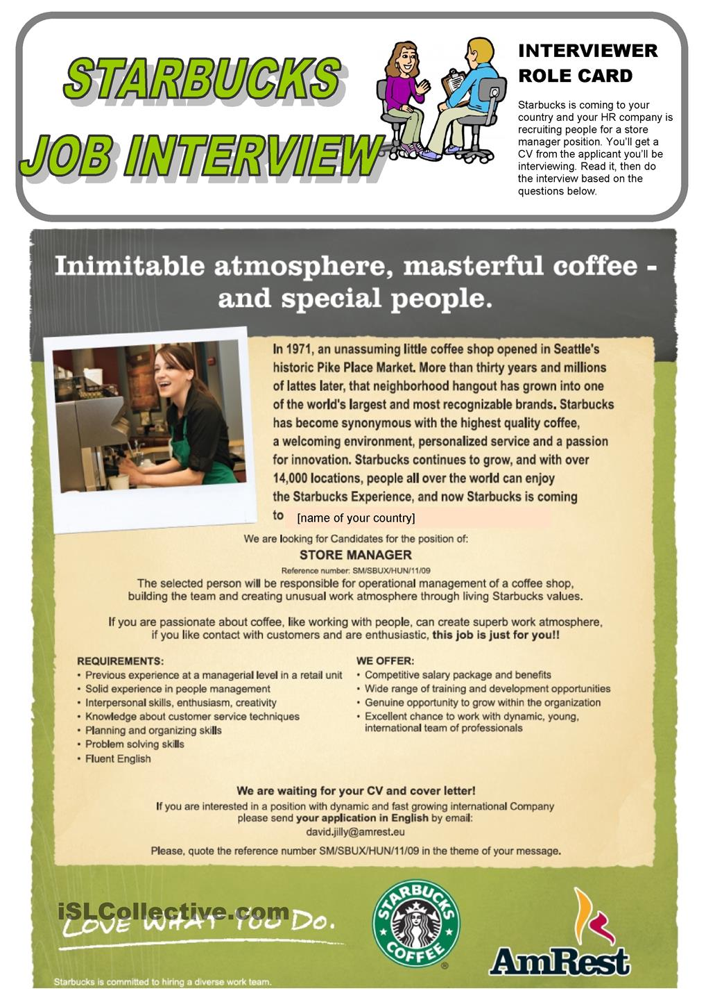 STARBUCKS
JOB INTERVIEW
INTERVIEWER
ROLE CARD
Starbucks is coming to your
country and your HR company is
recruiting people for a store
manager position. You'll get a
CV from the applicant you'll be
interviewing. Read it, then do
the interview based on the
questions below.
Inimitable atmosphere, masterful coffee -
and special people.
In 1971, an unassuming little coffee shop opened in Seattle's
historic Pike Place Market. More than thirty years and millions
of lattes later, that neighborhood hangout has grown into one
of the world's largest and most recognizable brands. Starbucks
has become synonymous with the highest quality coffee,
a welcoming environment, personalized service and a passion
for innovation. Starbucks continues to grow, and with over
14,000 locations, people all over the world can enjoy
the Starbucks Experience, and now Starbucks is coming
to [name of your country]
We are looking for Candidates for the position of:
STORE MANAGER
Reference number: SM/SBUX/HUN/11/09
The selected person will be responsible for operational management of a coffee shop,
building the team and creating unusual work atmosphere through living Starbucks values.
If you are passionate about coffee, like working with people, can create superb work atmosphere,
if you like contact with customers and are enthusiastic, this job is just for you!!
REQUIREMENTS:
• Previous experience at a managerial level in a retail unit
• Solid experience in people management
• Interpersonal skills, enthusiasm, creativity
• Knowledge about customer service techniques
• Planning and organizing skills
• Problem solving skills
• Fluent English
WE OFFER:
• Competitive salary package and benefits
• Wide range of training and development opportunities
• Genuine opportunity to grow within the organization
• Excellent chance to work with dynamic, young,
international team of professionals
We are waiting for your CV and cover letter!
If you are interested in a position with dynamic and fast growing international Company
please send your application in English by email:
david.jilly@amrest.eu
Please, quote the reference number SM/SBUX/HUN/11/09 in the theme of your message.
iSLCollective.com
LOVE WHAT YOU DO.
STARBUCKS
COFFEE
®
AmRest
Starbucks is committed to hiring a diverse work team.